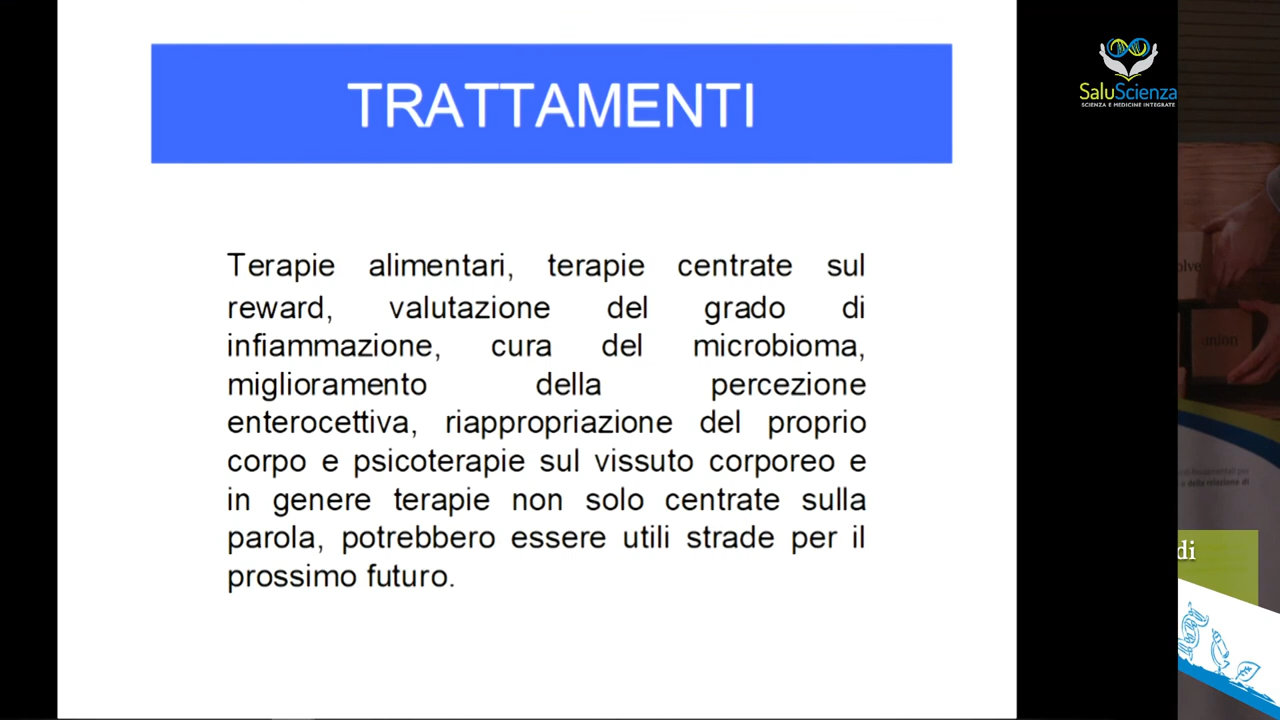 TRATTAMENTI
Terapie alimentari, terapie centrate sul
reward, valutazione del grado di
infiammazione, cura del microbioma,
miglioramento della percezione
enterocettiva, riappropriazione del proprio
corpo e psicoterapie sul vissuto corporeo e
in genere terapie non solo centrate sulla
parola, potrebbero essere utili strade per il
prossimo futuro.
SaluScienza
SCIENZA E MEDICINE INTEGRATE
di